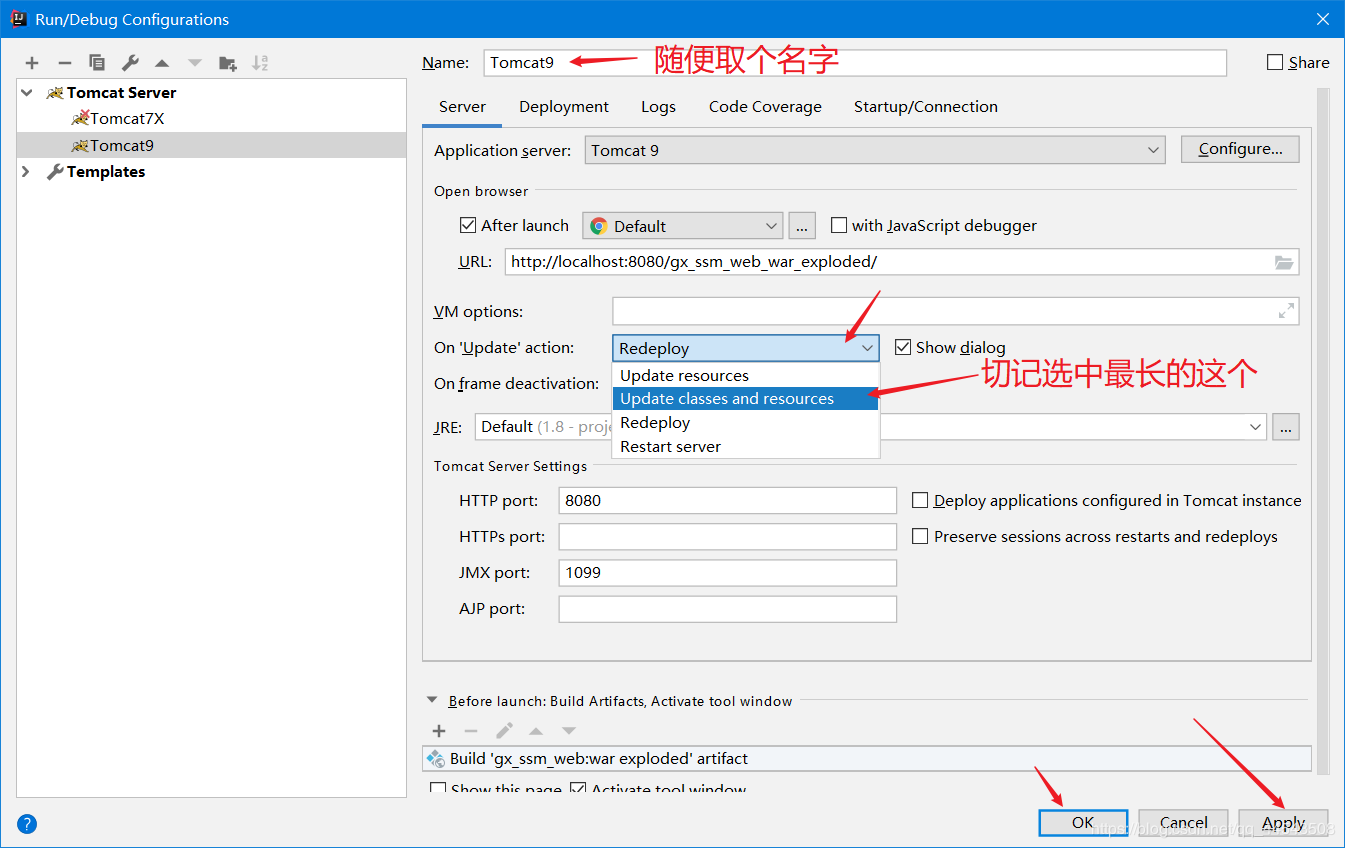 Run/Debug Configurations
Name: Tomcat9 随便取个名字 Share
Tomcat Server
Tomcat7X
Tomcat9
Templates
Server Deployment Logs Code Coverage Startup/Connection
Application server: Tomcat 9 Configure...
Open browser
After launch Default ... with JavaScript debugger
URL: http://localhost:8080/gx_ssm_web_war_exploded/
VM options:
On 'Update' action: Redeploy Show dialog
切记选中最长的这个
Update resources
On frame deactivation:
Update classes and resources
Redeploy
JRE: Default (1.8 - proje ...
Restart server
Tomcat Server Settings
HTTP port: 8080 Deploy applications configured in Tomcat instance
HTTPs port: Preserve sessions across restarts and redeploys
JMX port: 1099
AJP port:
Before launch: Build Artifacts, Activate tool window
Build 'gx_ssm_web:war exploded' artifact
Show this page Activate tool window
? OK Cancel Apply